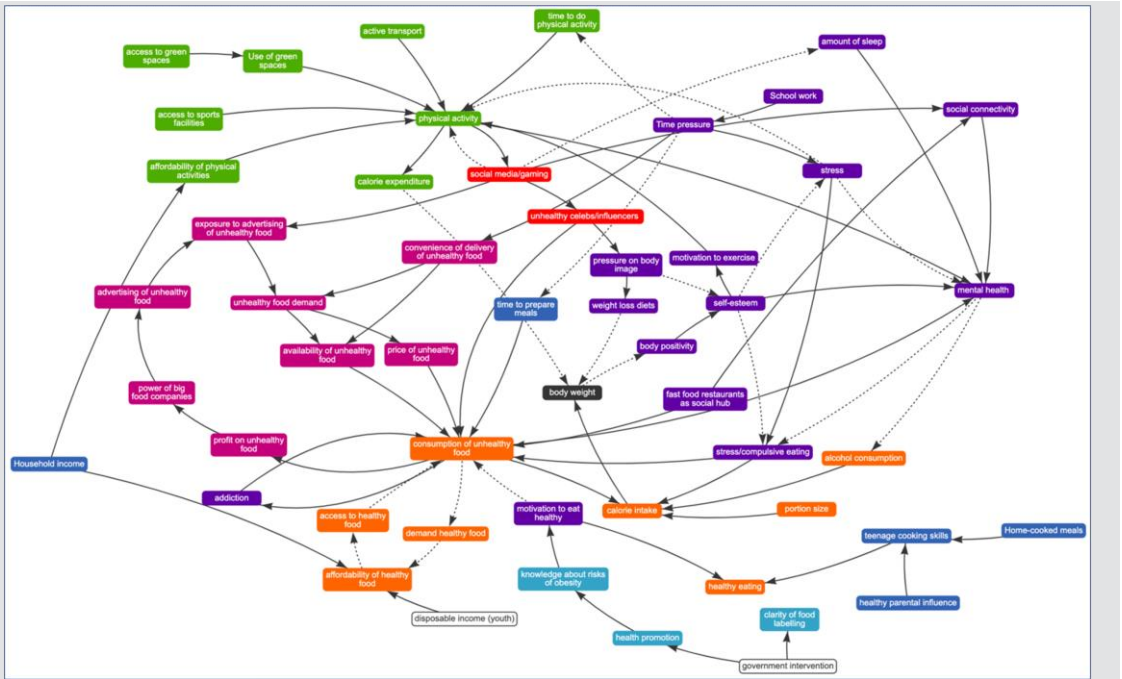 time to do
physical activity
active transport
amount of sleep
access to green
spaces
Use of green
spaces
School work
social connectivity
access to sports
facilities
physical activity
Time pressure
affordability of physical
activities
calorie expenditure
social media/gaming
stress
exposure to advertising
of unhealthy food
unhealthy celebs/influencers
convenience of delivery
of unhealthy food
pressure on body
image
motivation to exercise
advertising of unhealthy
food
unhealthy food demand
time to prepare
meals
weight loss diets
self-esteem
mental health
availability of unhealthy
food
price of unhealthy
food
body positivity
power of big
food companies
body weight
fast food restaurants
as social hub
profit on unhealthy
food
consumption of unhealthy
food
stress/compulsive eating
alcohol consumption
Household income
addiction
access to healthy
food
demand healthy food
motivation to eat
healthy
calorie intake
portion size
teenage cooking skills
Home-cooked meals
affordability of healthy
food
knowledge about risks
of obesity
healthy eating
healthy parental influence
disposable income (youth)
clarity of food
labelling
health promotion
government intervention